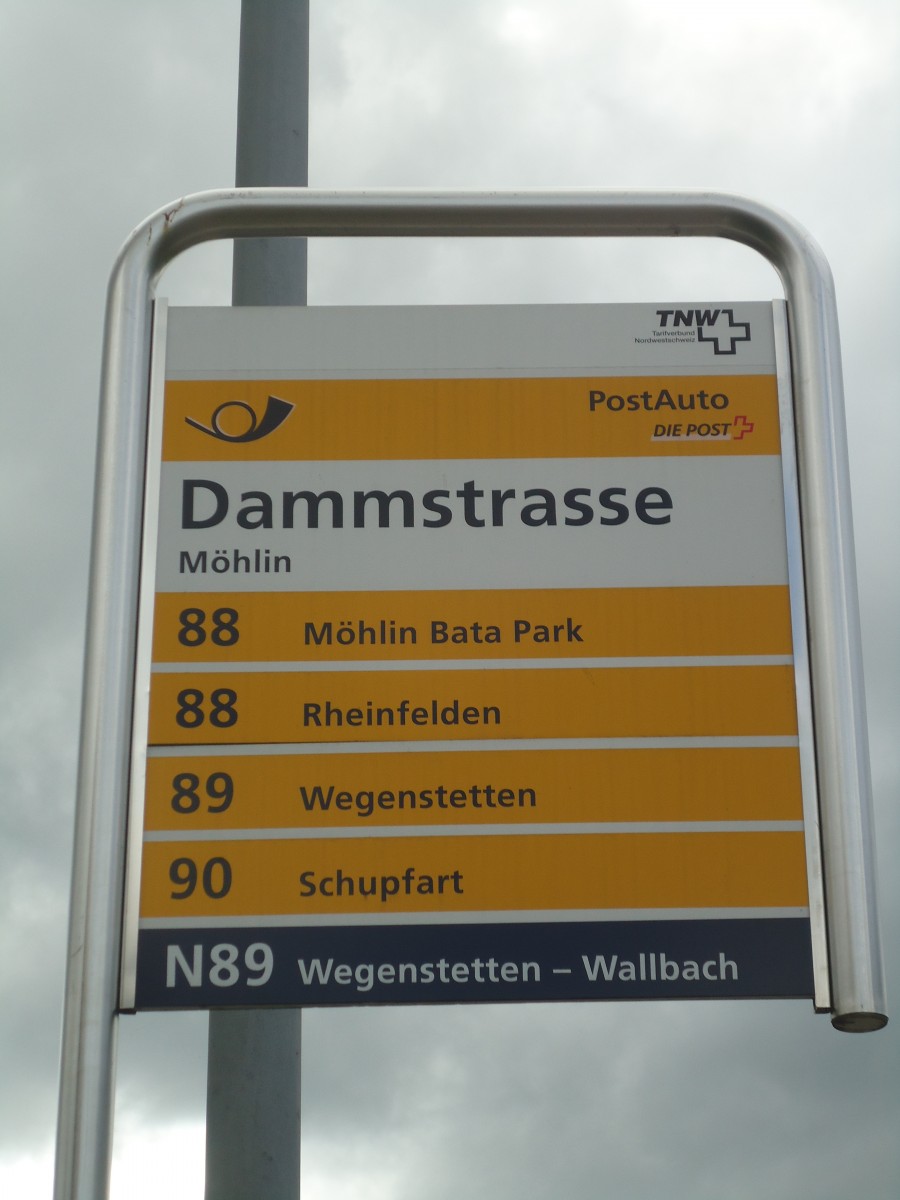 TNW
Tarifverbund
Nordwestschweiz
PostAuto
DIE POST
Dammstrasse
Möhlin
88 Möhlin Bata Park
88 Rheinfelden
89 Wegenstetten
90 Schupfart
N89 Wegenstetten – Wallbach